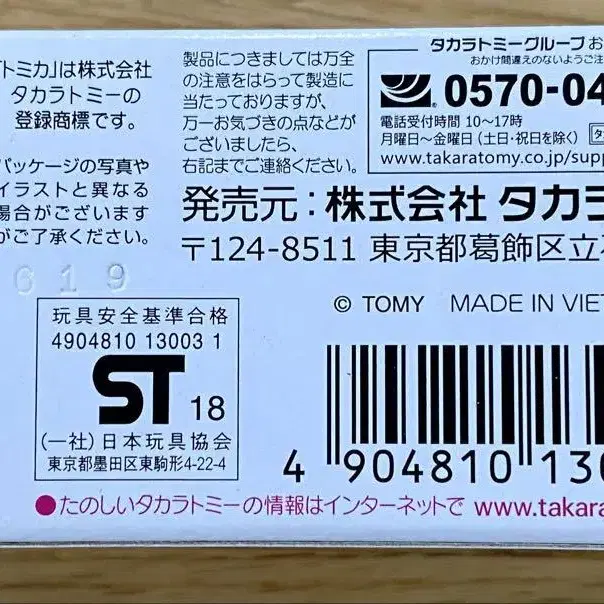 「トミカ」は株式会社
タカラトミーの
登録商標です。
パッケージの写真や
イラストと異なる
場合がございます
がご了承ください。
619
製品につきましては万全
の注意をはらって製造に
当たっておりますが、
万一お気づきの点などが
ございましたら、
右記までご連絡ください。
タカラトミーグループお
おかけ間違えのないようご注
0570-04
電話受付時間 10〜17時
月曜日〜金曜日(土・日・祝日を除く)
www.takaratomy.co.jp/supp
発売元:株式会社 タカラ
〒124-8511 東京都葛飾区立
© TOMY MADE IN VIET
玩具安全基準合格
4904810 13003 1
ST 18
(一社)日本玩具協会
東京都墨田区東駒形4-22-4
4 904810 130
●たのしいタカラトミーの情報はインターネットで www.takara